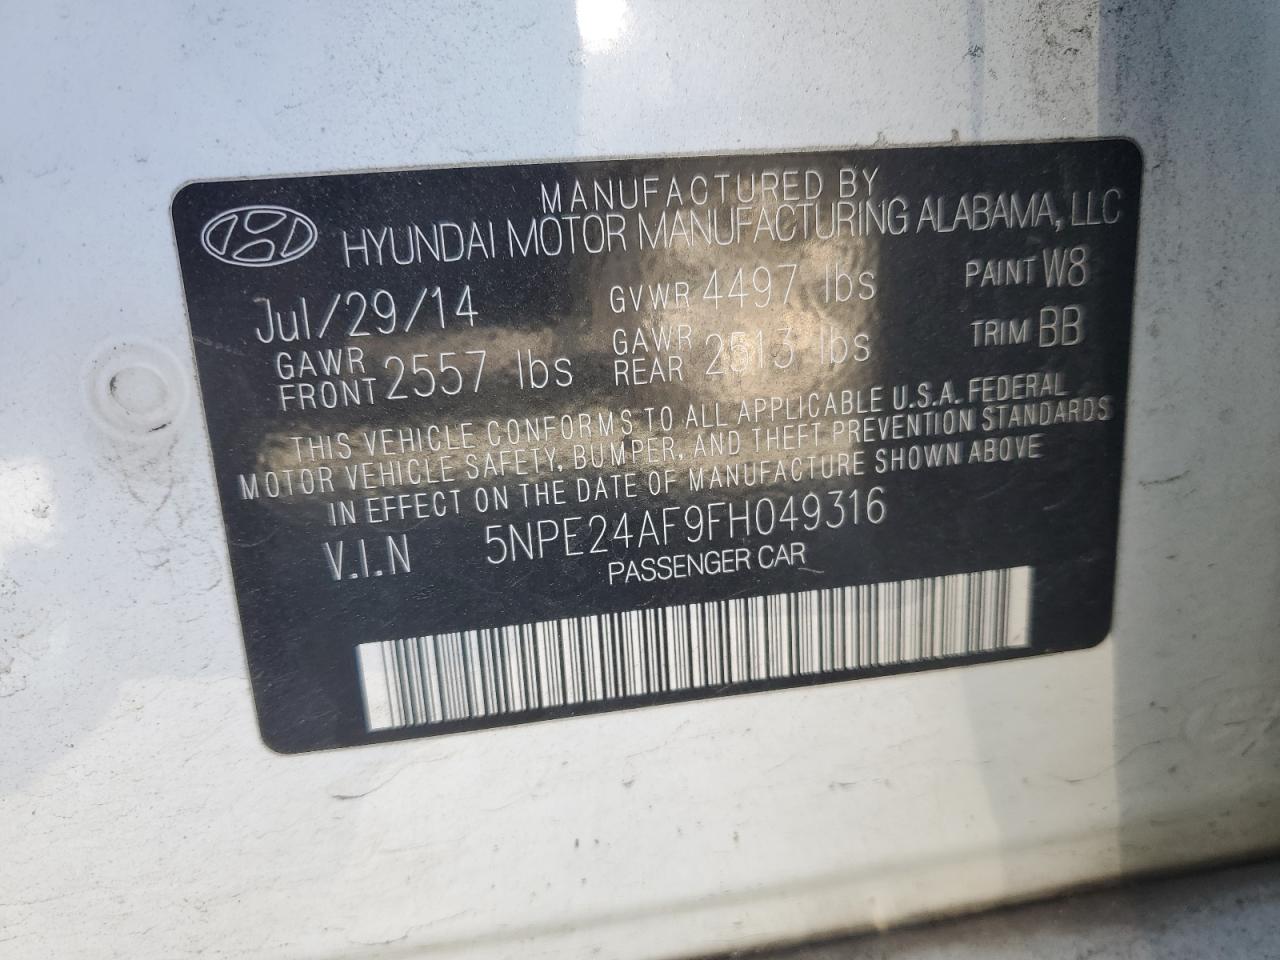 MANUFACTURED BY
HYUNDAI MOTOR MANUFACTURING ALABAMA, LLC
Jul/29/14 GVWR 4497 lbs PAINT W8
GAWR FRONT 2557 lbs GAWR REAR 2513 lbs TRIM BB
THIS VEHICLE CONFORMS TO ALL APPLICABLE U.S.A. FEDERAL
MOTOR VEHICLE SAFETY, BUMPER, AND THEFT PREVENTION STANDARDS
IN EFFECT ON THE DATE OF MANUFACTURE SHOWN ABOVE
V.I.N 5NPE24AF9FH049316
PASSENGER CAR